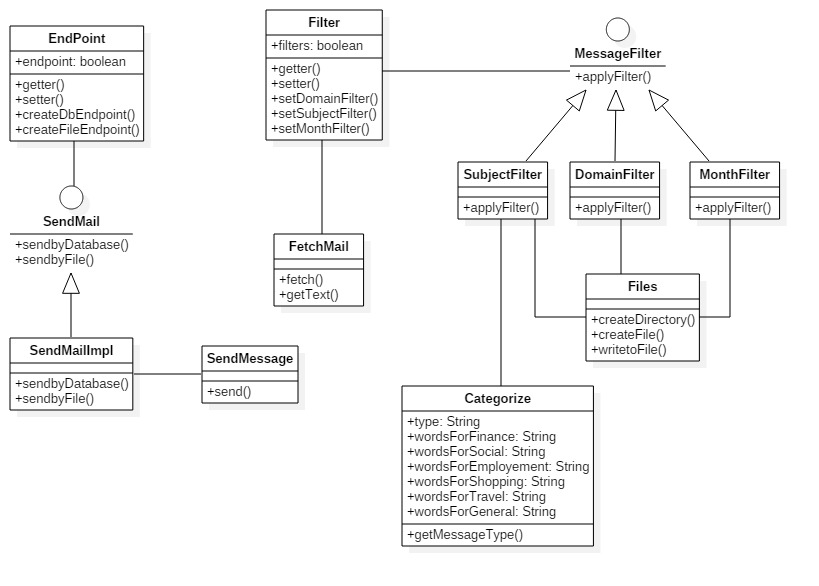 EndPoint
+endpoint: boolean
+getter()
+setter()
+createDbEndpoint()
+createFileEndpoint()
Filter
+filters: boolean
+getter()
+setter()
+setDomainFilter()
+setSubjectFilter()
+setMonthFilter()
MessageFilter
+applyFilter()
SubjectFilter
+applyFilter()
DomainFilter
+applyFilter()
MonthFilter
+applyFilter()
SendMail
+sendbyDatabase()
+sendbyFile()
FetchMail
+fetch()
+getText()
Files
+createDirectory()
+createFile()
+writetoFile()
SendMailImpl
+sendbyDatabase()
+sendbyFile()
SendMessage
+send()
Categorize
+type: String
+wordsForFinance: String
+wordsForSocial: String
+wordsForEmployement: String
+wordsForShopping: String
+wordsForTravel: String
+wordsForGeneral: String
+getMessageType()